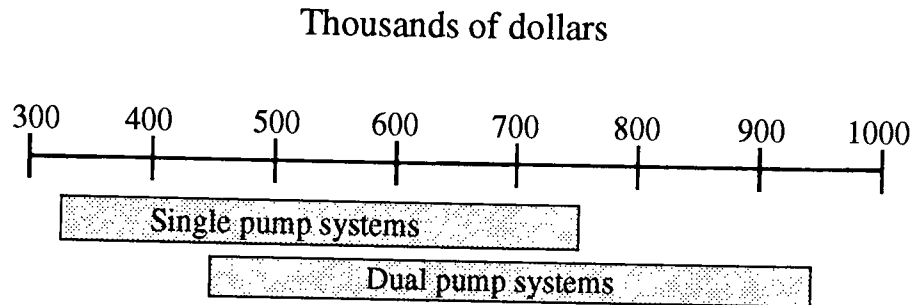 Thousands of dollars
300 400 500 600 700 800 900 1000
Single pump systems
Dual pump systems